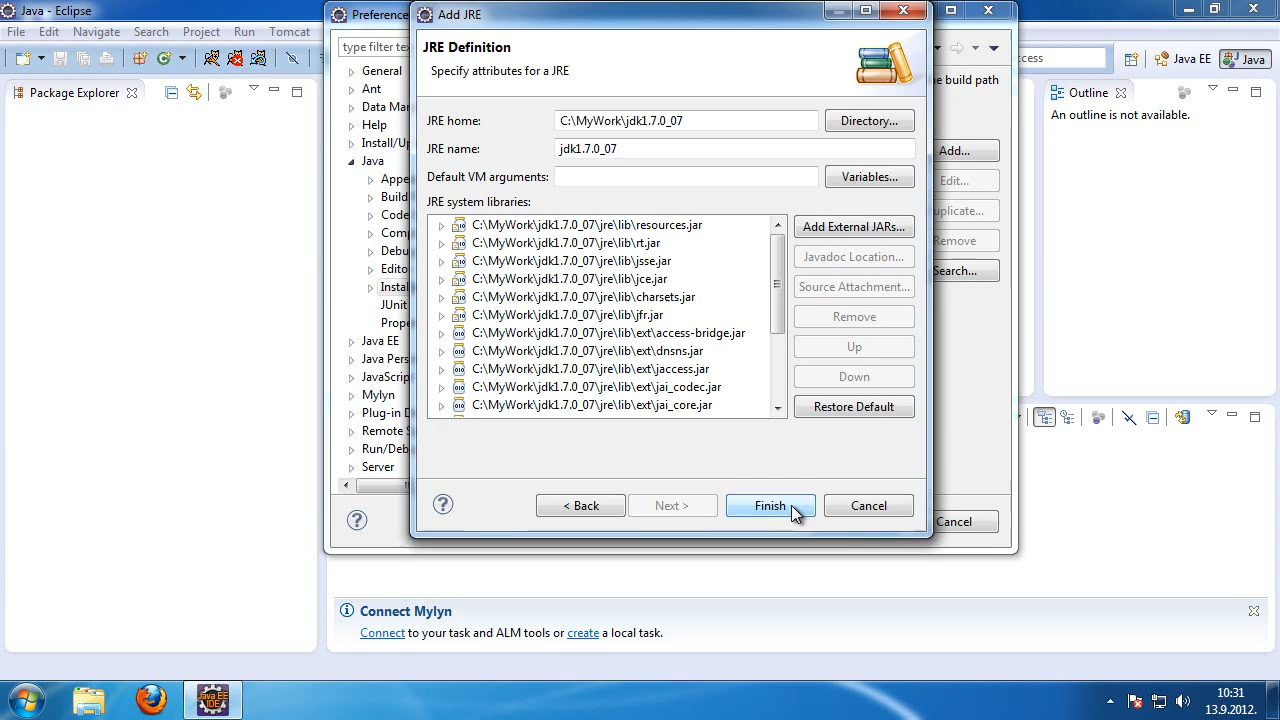 Java - Eclipse
File Edit Navigate Search Project Run Tomcat
Package Explorer
Preference
type filter te
General
Ant
Data Man
Help
Install/Up
Java
Appe
Build
Code
Comp
Debu
Edito
Install
JUnit
Prope
Java EE
Java Pers
JavaScrip
Mylyn
Plug-in D
Remote S
Run/Deb
Server
Add JRE
JRE Definition
Specify attributes for a JRE
JRE home:
C:\MyWork\jdk1.7.0_07
Directory...
JRE name:
jdk1.7.0_07
Default VM arguments:
Variables...
JRE system libraries:
C:\MyWork\jdk1.7.0_07\jre\lib\resources.jar
C:\MyWork\jdk1.7.0_07\jre\lib\rt.jar
C:\MyWork\jdk1.7.0_07\jre\lib\jsse.jar
C:\MyWork\jdk1.7.0_07\jre\lib\jce.jar
C:\MyWork\jdk1.7.0_07\jre\lib\charsets.jar
C:\MyWork\jdk1.7.0_07\jre\lib\jfr.jar
C:\MyWork\jdk1.7.0_07\jre\lib\ext\access-bridge.jar
C:\MyWork\jdk1.7.0_07\jre\lib\ext\dnsns.jar
C:\MyWork\jdk1.7.0_07\jre\lib\ext\jaccess.jar
C:\MyWork\jdk1.7.0_07\jre\lib\ext\jai_codec.jar
C:\MyWork\jdk1.7.0_07\jre\lib\ext\jai_core.jar
Add External JARs...
Javadoc Location...
Source Attachment...
Remove
Up
Down
Restore Default
< Back
Next >
Finish
Cancel
he build path
Add...
Edit...
uplicate...
Remove
Search...
Cancel
cess
Java EE
Java
Outline
An outline is not available.
Connect Mylyn
Connect to your task and ALM tools or create a local task.
Java EE
IDE
10:31
13.9.2012.